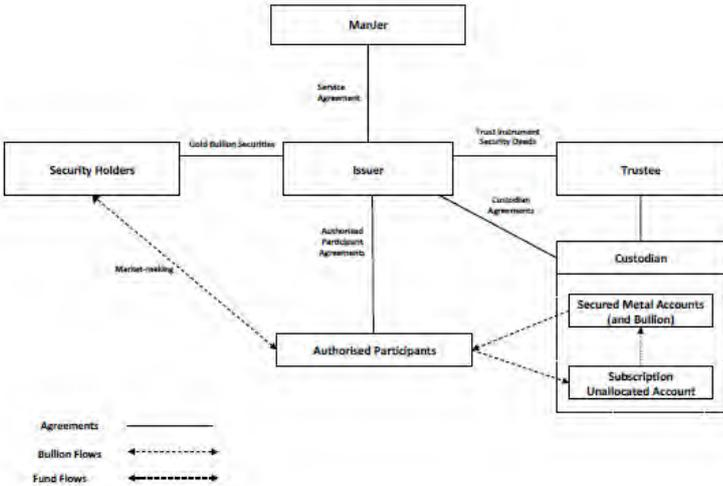 ManJer
Service
Agreement
Gold Bullion Securities
Trust Instrument
Security Deeds
Security Holders
Issuer
Trustee
Custodian
Agreements
Authorised
Participant
Agreements
Custodian
Market-making
Secured Metal Accounts
(and Bullion)
Authorised Participants
Subscription
Unallocated Account
Agreements
Bullion Flows
Fund Flows